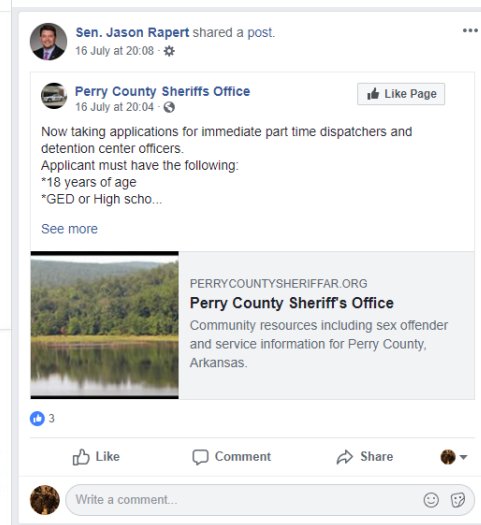 Sen. Jason Rapert shared a post.
16 July at 20:08 ·
Perry County Sheriffs Office
16 July at 20:04 ·
Like Page
Now taking applications for immediate part time dispatchers and
detention center officers.
Applicant must have the following:
*18 years of age
*GED or High scho...
See more
PERRYCOUNTYSHERIFFAR.ORG
Perry County Sheriff's Office
Community resources including sex offender
and service information for Perry County,
Arkansas.
3
Like Comment Share
Write a comment...